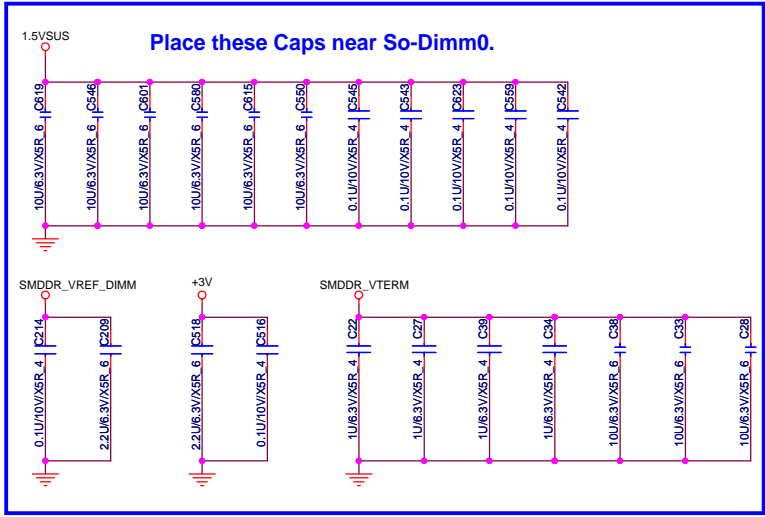 1.5VSUS
Place these Caps near So-Dimm0.
C619
10U/6.3V/X5R_6
C546
10U/6.3V/X5R_6
C601
10U/6.3V/X5R_6
C580
10U/6.3V/X5R_6
C615
10U/6.3V/X5R_6
C550
10U/6.3V/X5R_6
C545
0.1U/10V/X5R_4
C543
0.1U/10V/X5R_4
C623
0.1U/10V/X5R_4
C559
0.1U/10V/X5R_4
C542
0.1U/10V/X5R_4
SMDDR_VREF_DIMM
C214
0.1U/10V/X5R_4
C209
2.2U/6.3V/X5R_6
+3V
C518
2.2U/6.3V/X5R_6
C516
0.1U/10V/X5R_4
SMDDR_VTERM
C22
1U/6.3V/X5R_4
C27
1U/6.3V/X5R_4
C39
1U/6.3V/X5R_4
C34
1U/6.3V/X5R_4
C38
10U/6.3V/X5R_6
C33
10U/6.3V/X5R_6
C28
10U/6.3V/X5R_6